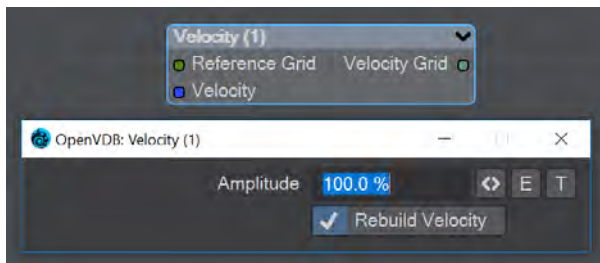 Velocity (1)
Reference Grid Velocity Grid
Velocity
OpenVDB: Velocity (1)
Amplitude 100.0 % E T
Rebuild Velocity